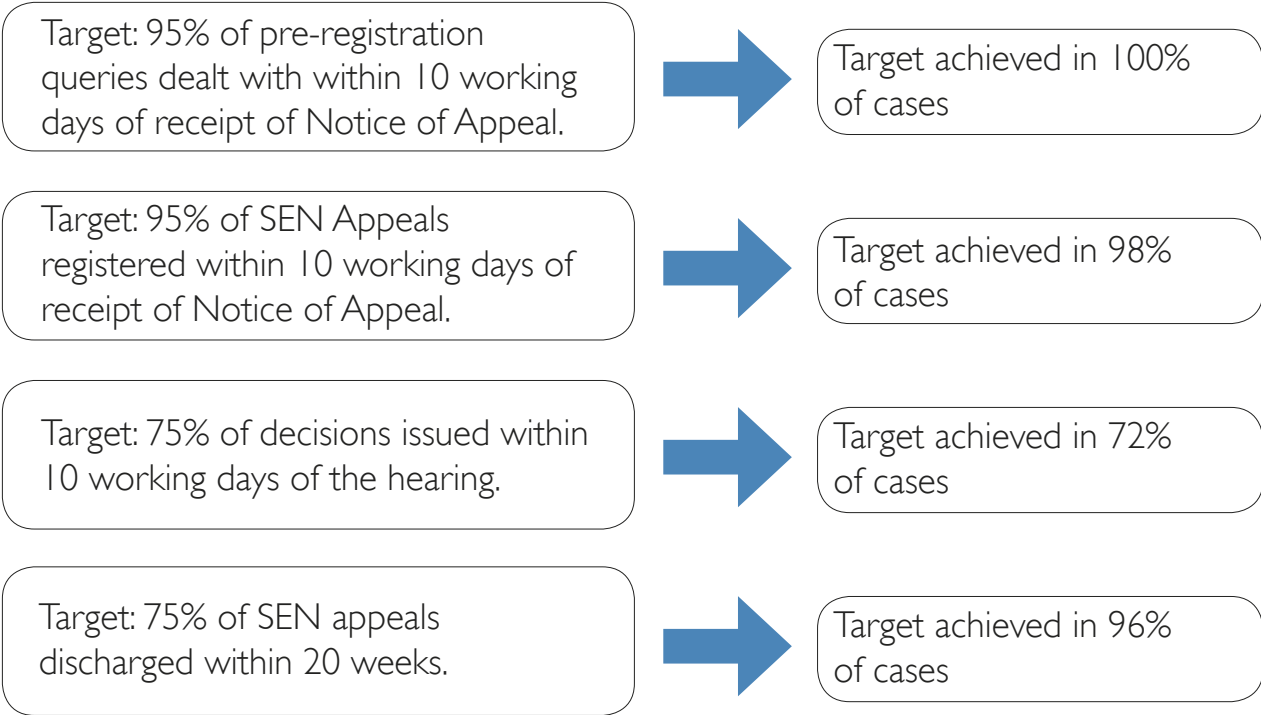 Target: 95% of pre-registration
queries dealt with within 10 working
days of receipt of Notice of Appeal.
Target achieved in 100%
of cases
Target: 95% of SEN Appeals
registered within 10 working days of
receipt of Notice of Appeal.
Target achieved in 98%
of cases
Target: 75% of decisions issued within
10 working days of the hearing.
Target achieved in 72%
of cases
Target: 75% of SEN appeals
discharged within 20 weeks.
Target achieved in 96%
of cases